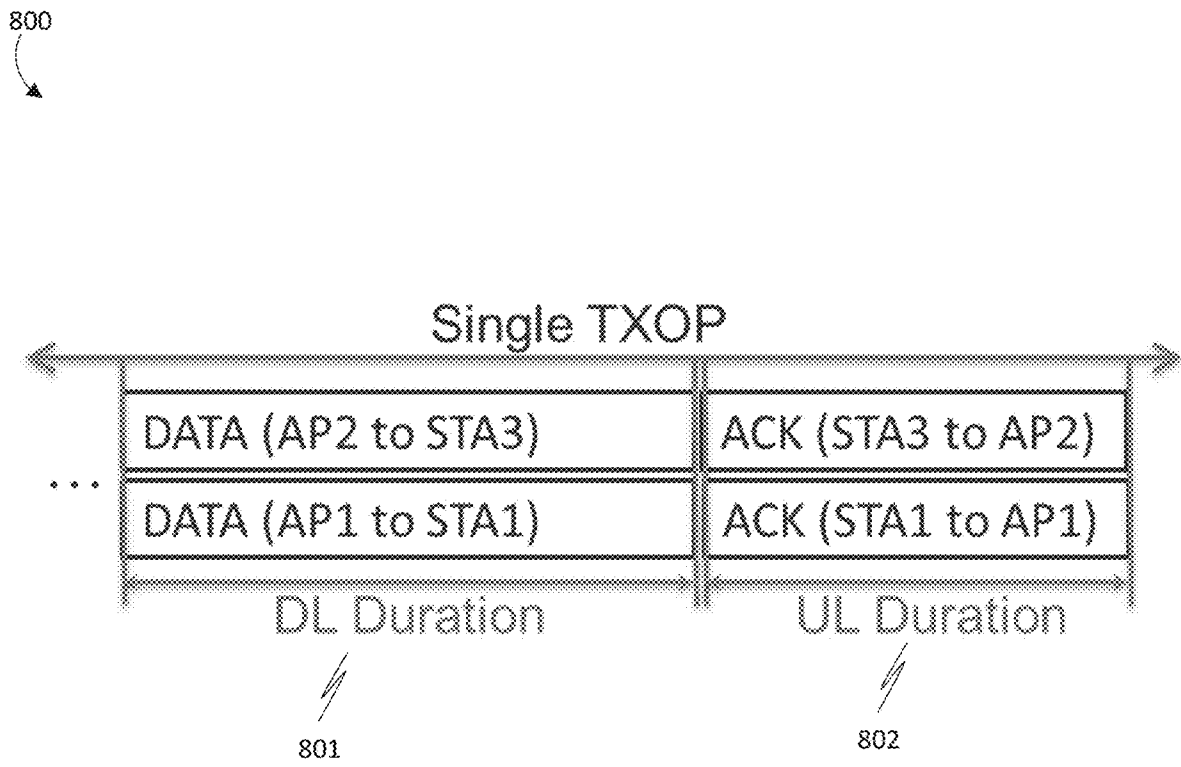 800
Single TXOP
DATA (AP2 to STA3)
ACK (STA3 to AP2)
...
DATA (AP1 to STA1)
ACK (STA1 to AP1)
DL Duration
UL Duration
801
802